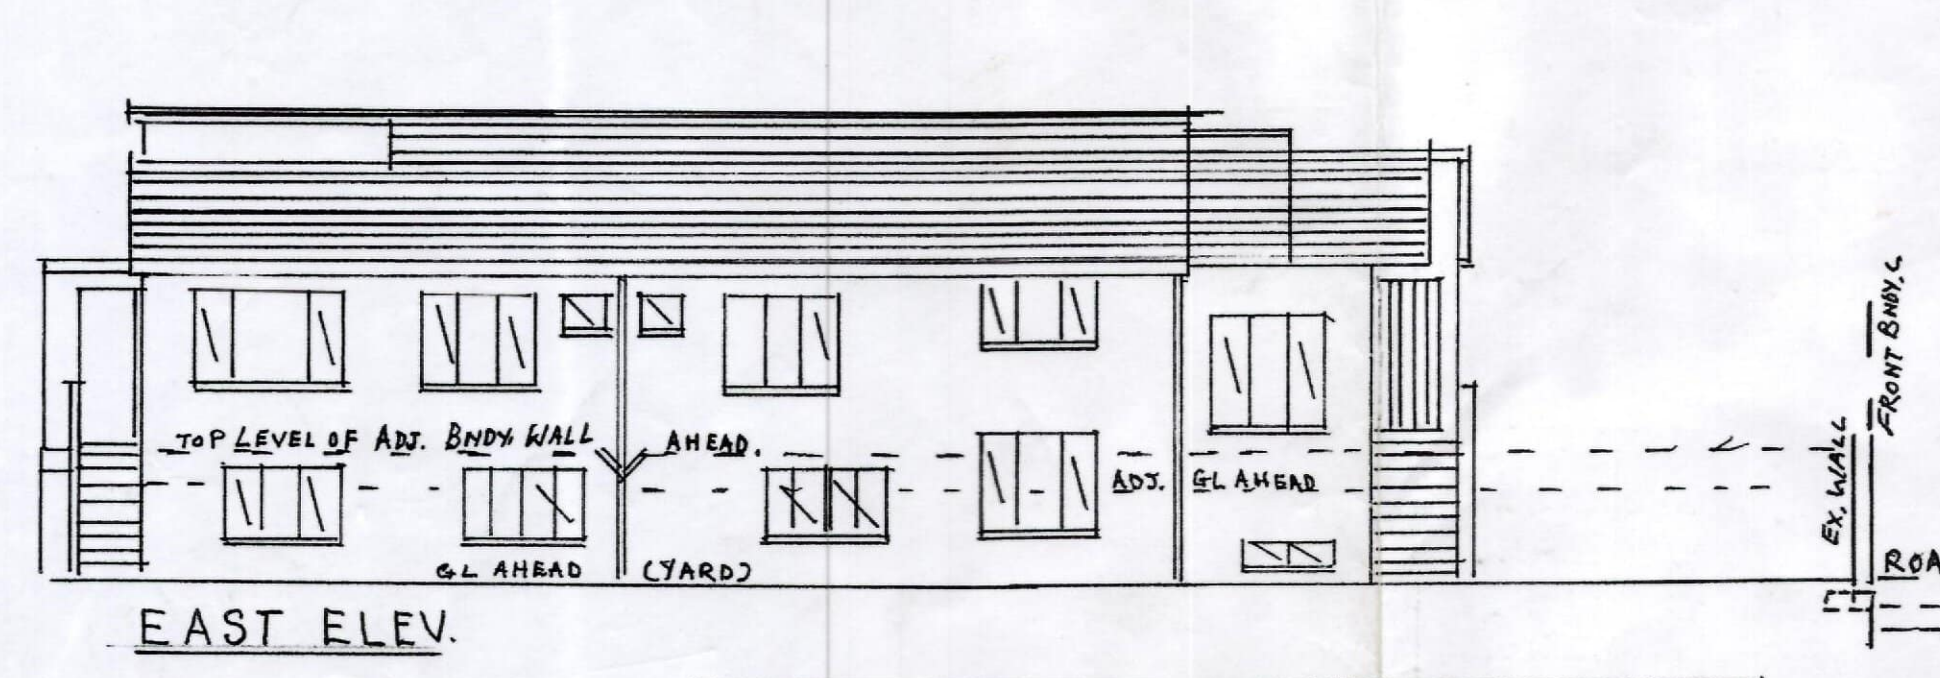 FRONT BNDY.
TOP LEVEL OF ADJ. BNDY. WALL AHEAD.
EX. WALL
ADJ. GL AHEAD
GL AHEAD (YARD)
ROA
EAST ELEV.